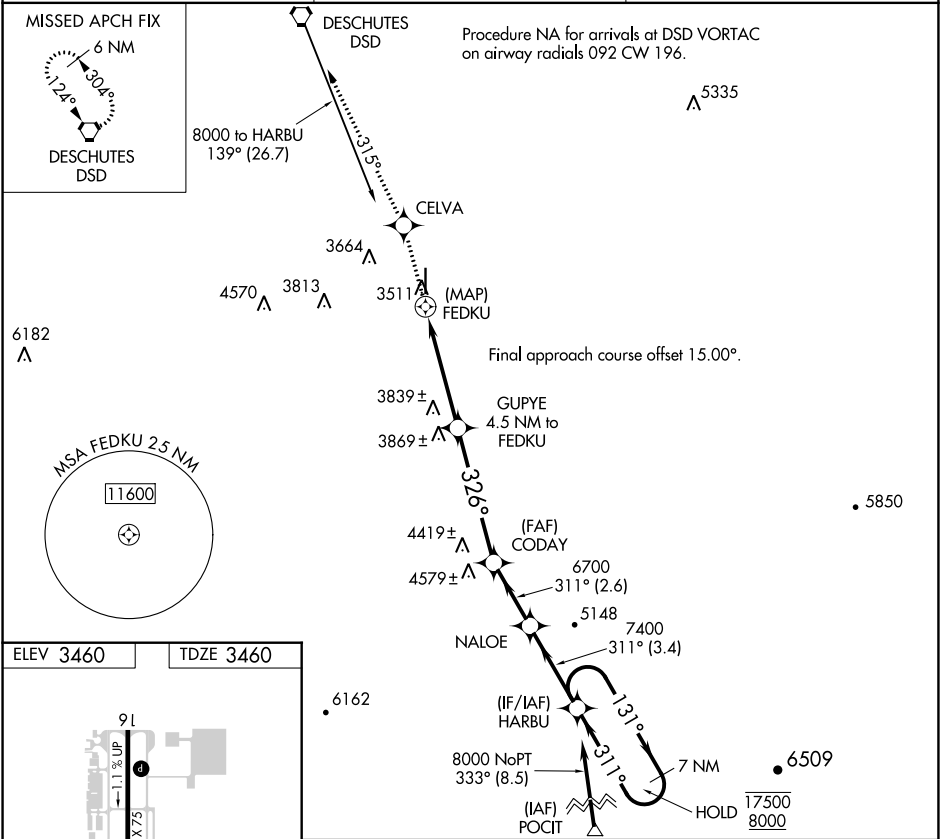 MISSED APCH FIX
6 NM
304°
124°
DESCHUTES
DSD
DESCHUTES
DSD
Procedure NA for arrivals at DSD VORTAC
on airway radials 092 CW 196.
5335
8000 to HARBU
139° (26.7)
315°
CELVA
3664
4570
3813
3511
(MAP)
FEDKU
6182
Final approach course offset 15.00°.
3839 ±
3869 ±
GUPYE
4.5 NM to
FEDKU
MSA FEDKU 25 NM
11600
326°
5850
4419 ±
4579 ±
(FAF)
CODAY
6700
311° (2.6)
5148
NALOE
7400
311° (3.4)
ELEV 3460
TDZE 3460
6162
(IF/IAF)
HARBU
131°
311°
7 NM
HOLD
6509
17500
8000
8000 NoPT
333° (8.5)
(IAF)
POCIT
16
1.1 % UP
P
X 75